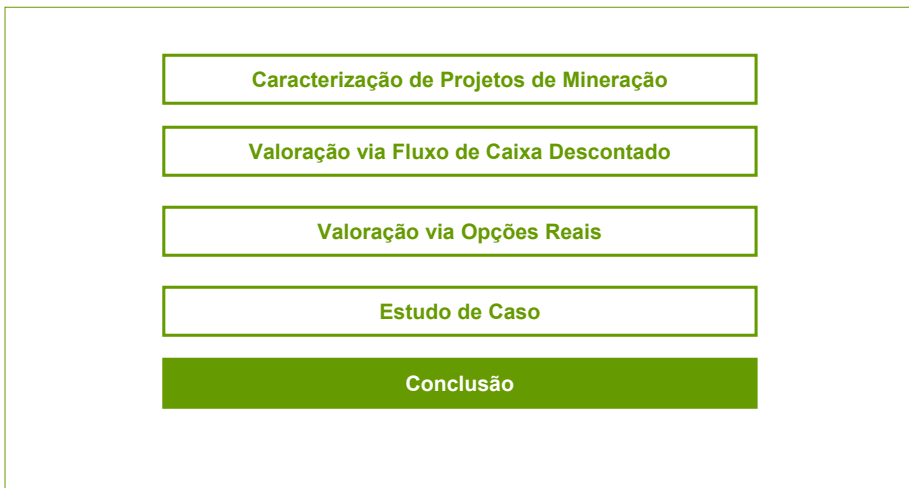 Caracterização de Projetos de Mineração
Valoração via Fluxo de Caixa Descontado
Valoração via Opções Reais
Estudo de Caso
Conclusão